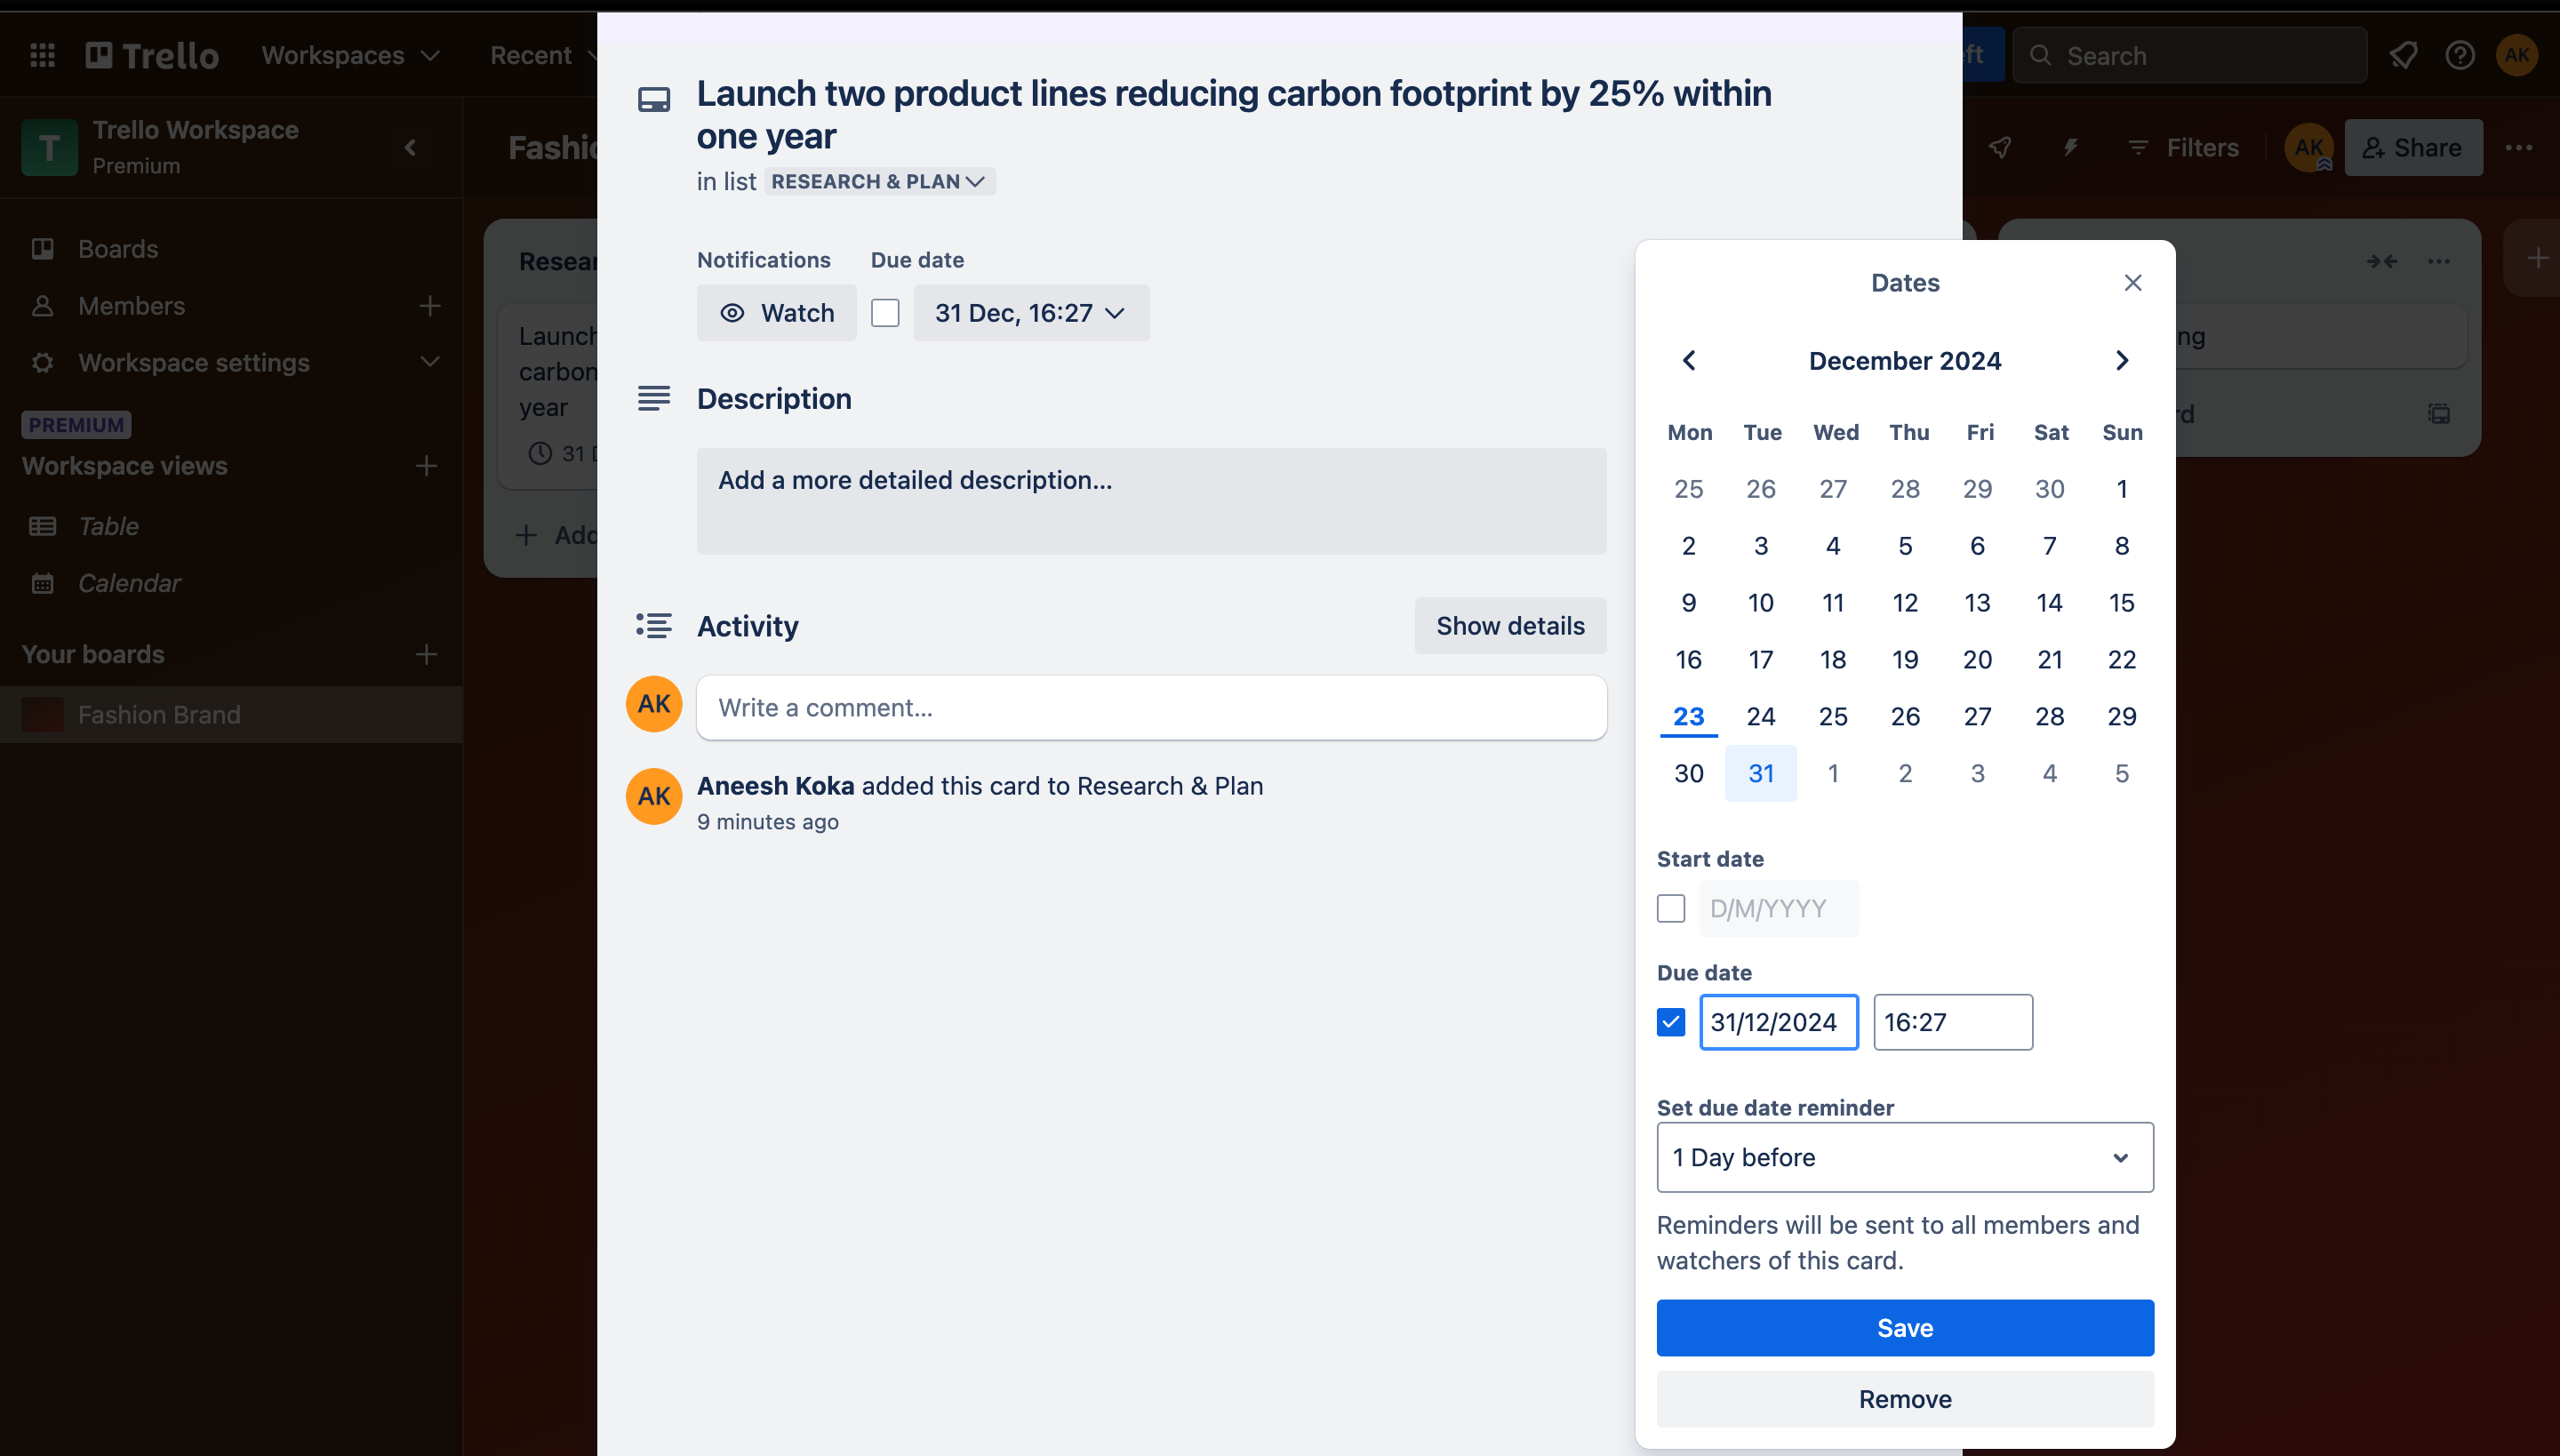 Trello
Workspaces
Recent
Search
AK
T
Trello Workspace
Premium
Filters
AK
Share
Boards
Members
Workspace settings
PREMIUM
Workspace views
Table
Calendar
Your boards
Fashion Brand
Launch
carbon
year
31
Launch two product lines reducing carbon footprint by 25% within
one year
in list RESEARCH & PLAN
Notifications
Due date
Watch
31 Dec, 16:27
Description
Add a more detailed description...
Activity
Show details
AK
Write a comment...
AK
Aneesh Koka added this card to Research & Plan
9 minutes ago
Dates
December 2024
Mon Tue Wed Thu Fri Sat Sun
25 26 27 28 29 30 1
2 3 4 5 6 7 8
9 10 11 12 13 14 15
16 17 18 19 20 21 22
23 24 25 26 27 28 29
30 31 1 2 3 4 5
Start date
D/M/YYYY
Due date
31/12/2024 16:27
Set due date reminder
1 Day before
Reminders will be sent to all members and
watchers of this card.
Save
Remove